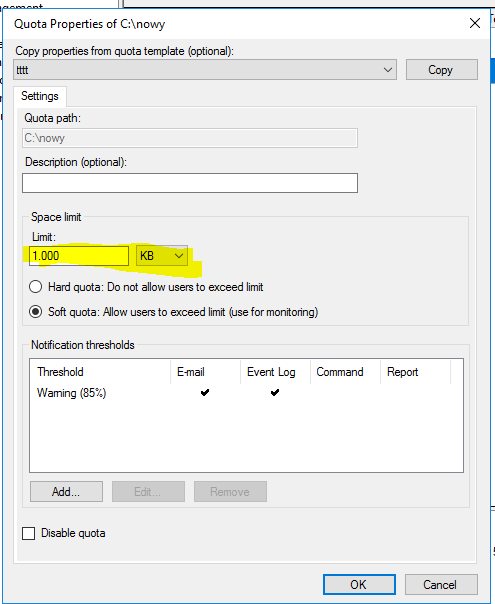 Quota Properties of C:\nowy
Copy properties from quota template (optional):
tttt
Copy
Settings
Quota path:
C:\nowy
Description (optional):
Space limit
Limit:
1.000 KB
Hard quota: Do not allow users to exceed limit
Soft quota: Allow users to exceed limit (use for monitoring)
Notification thresholds
Threshold E-mail Event Log Command Report
Warning (85%)
Add... Edit... Remove
Disable quota
OK Cancel